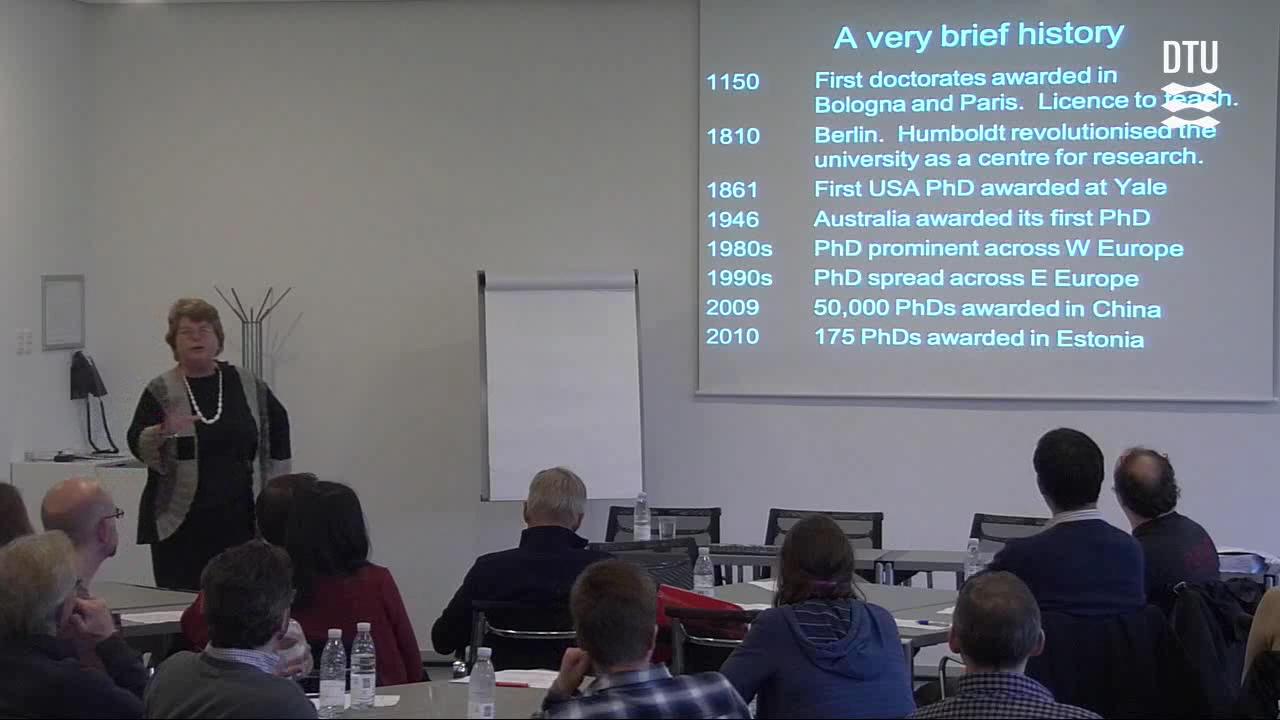 A very brief history
DTU
1150 First doctorates awarded in
Bologna and Paris. Licence to teach.
1810 Berlin. Humboldt revolutionised the
university as a centre for research.
1861 First USA PhD awarded at Yale
1946 Australia awarded its first PhD
1980s PhD prominent across W Europe
1990s PhD spread across E Europe
2009 50,000 PhDs awarded in China
2010 175 PhDs awarded in Estonia